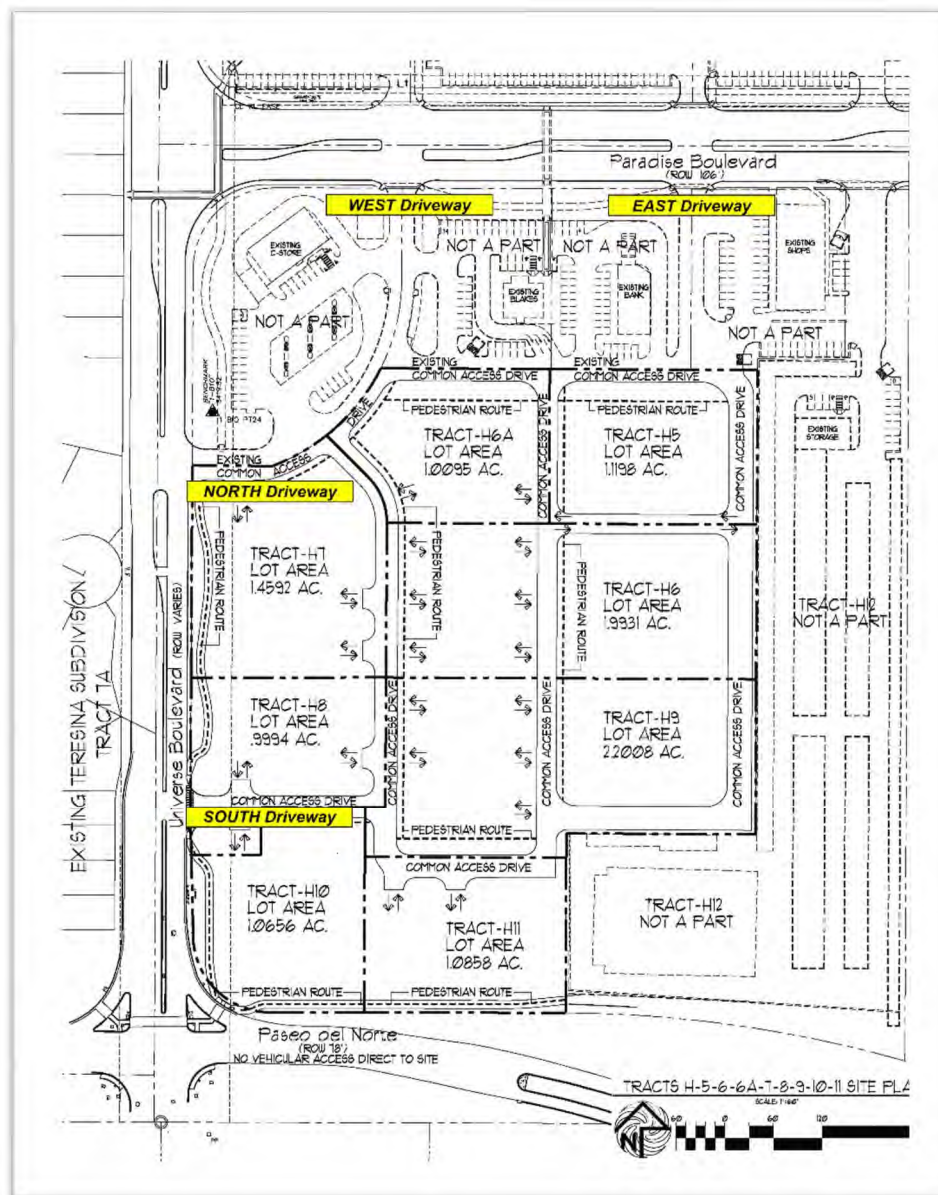 Paradise Boulevard
(ROW 106')
WEST Driveway
EAST Driveway
EXISTING
C-STORE
NOT A PART
NOT A PART
EXISTING
BLAKES
EXISTING
BANK
EXISTING
SHOPS
NOT A PART
NOT A PART
BENCHMARK
EXISTING
COMMON ACCESS DRIVE
EXISTING
COMMON ACCESS DRIVE
PEDESTRIAN ROUTE
PEDESTRIAN ROUTE
DRIVE
TRACT-H6A
LOT AREA
1.0095 AC.
COMMON ACCESS DRIVE
TRACT-H5
LOT AREA
1.1198 AC.
COMMON ACCESS DRIVE
EXISTING
STORAGE
EXISTING
COMMON ACCESS
NORTH Driveway
PEDESTRIAN ROUTE
TRACT-H7
LOT AREA
1.4592 AC.
PEDESTRIAN ROUTE
PEDESTRIAN ROUTE
TRACT-H6
LOT AREA
1.9931 AC.
TRACT-H12
NOT A PART
EXISTING TERESINA SUBDIVISION
TRACT 7A
Universe Boulevard (ROW VARIES)
TRACT-H8
LOT AREA
.9994 AC.
COMMON ACCESS DRIVE
COMMON ACCESS DRIVE
TRACT-H9
LOT AREA
2.2008 AC.
COMMON ACCESS DRIVE
COMMON ACCESS DRIVE
SOUTH Driveway
PEDESTRIAN ROUTE
COMMON ACCESS DRIVE
TRACT-H10
LOT AREA
1.0656 AC.
TRACT-H11
LOT AREA
1.0858 AC.
TRACT-H12
NOT A PART
PEDESTRIAN ROUTE
PEDESTRIAN ROUTE
Paseo del Norte
NO VEHICULAR ACCESS DIRECT TO SITE
TRACTS H-5-6-6A-7-8-9-10-11 SITE PLA
N
60
0
60
120